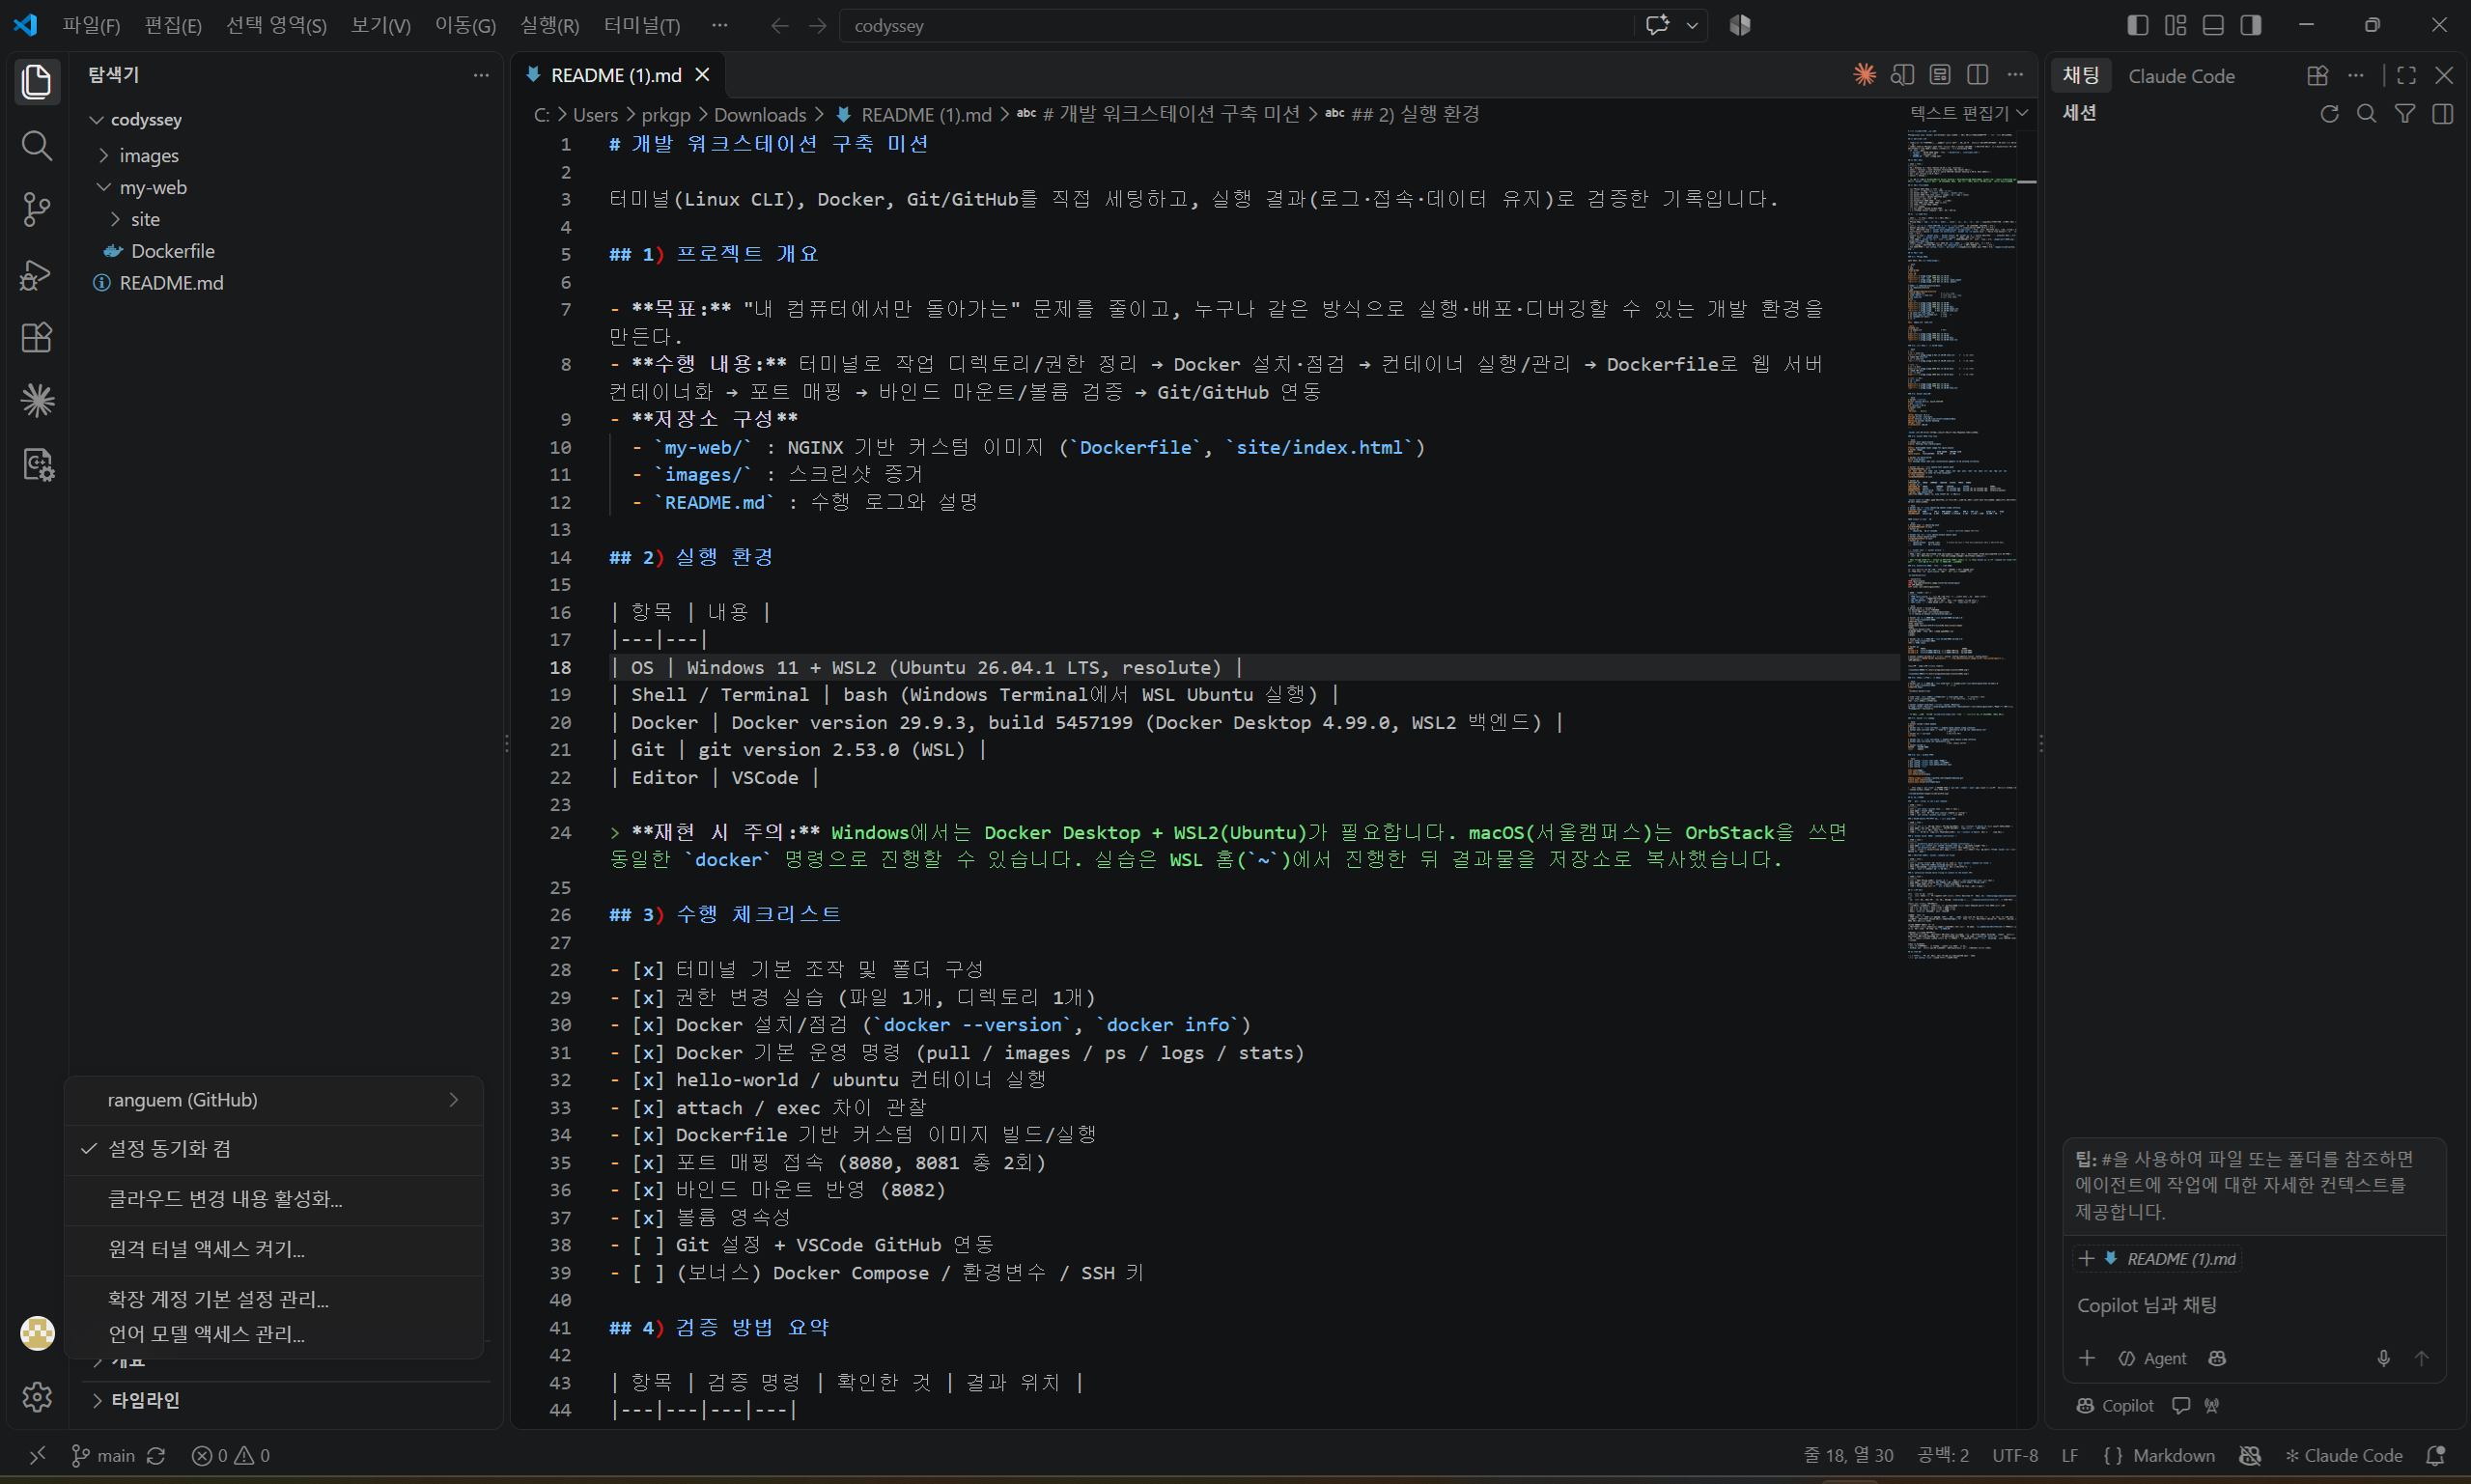 파일(F) 편집(E) 선택 영역(S) 보기(V) 이동(G) 실행(R) 터미널(T) ··· codyssey
탐색기
codyssey
images
my-web
site
Dockerfile
README.md
README (1).md
C: > Users > prkgp > Downloads > README (1).md > # 개발 워크스테이션 구축 미션 > ## 2) 실행 환경
텍스트 편집기
1 # 개발 워크스테이션 구축 미션
2
3 터미널(Linux CLI), Docker, Git/GitHub를 직접 세팅하고, 실행 결과(로그·접속·데이터 유지)로 검증한 기록입니다.
4
5 ## 1) 프로젝트 개요
6
7 - **목표:** "내 컴퓨터에서만 돌아가는" 문제를 줄이고, 누구나 같은 방식으로 실행·배포·디버깅할 수 있는 개발 환경을
만든다.
8 - **수행 내용:** 터미널로 작업 디렉토리/권한 정리 → Docker 설치·점검 → 컨테이너 실행/관리 → Dockerfile로 웹 서버
컨테이너화 → 포트 매핑 → 바인드 마운트/볼륨 검증 → Git/GitHub 연동
9 - **저장소 구성**
10 - `my-web/` : NGINX 기반 커스텀 이미지 (`Dockerfile`, `site/index.html`)
11 - `images/` : 스크린샷 증거
12 - `README.md` : 수행 로그와 설명
13
14 ## 2) 실행 환경
15
16 | 항목 | 내용 |
17 |---|---|
18 | OS | Windows 11 + WSL2 (Ubuntu 26.04.1 LTS, resolute) |
19 | Shell / Terminal | bash (Windows Terminal에서 WSL Ubuntu 실행) |
20 | Docker | Docker version 29.9.3, build 5457199 (Docker Desktop 4.99.0, WSL2 백엔드) |
21 | Git | git version 2.53.0 (WSL) |
22 | Editor | VSCode |
23
24 > **재현 시 주의:** Windows에서는 Docker Desktop + WSL2(Ubuntu)가 필요합니다. macOS(서울캠퍼스)는 OrbStack을 쓰면
동일한 `docker` 명령으로 진행할 수 있습니다. 실습은 WSL 홈(`~`)에서 진행한 뒤 결과물을 저장소로 복사했습니다.
25
26 ## 3) 수행 체크리스트
27
28 - [x] 터미널 기본 조작 및 폴더 구성
29 - [x] 권한 변경 실습 (파일 1개, 디렉토리 1개)
30 - [x] Docker 설치/점검 (`docker --version`, `docker info`)
31 - [x] Docker 기본 운영 명령 (pull / images / ps / logs / stats)
32 - [x] hello-world / ubuntu 컨테이너 실행
33 - [x] attach / exec 차이 관찰
34 - [x] Dockerfile 기반 커스텀 이미지 빌드/실행
35 - [x] 포트 매핑 접속 (8080, 8081 총 2회)
36 - [x] 바인드 마운트 반영 (8082)
37 - [x] 볼륨 영속성
38 - [ ] Git 설정 + VSCode GitHub 연동
39 - [ ] (보너스) Docker Compose / 환경변수 / SSH 키
40
41 ## 4) 검증 방법 요약
42
43 | 항목 | 검증 명령 | 확인한 것 | 결과 위치 |
44 |---|---|---|---|
ranguem (GitHub)
설정 동기화 켬
클라우드 변경 내용 활성화...
원격 터널 액세스 켜기...
확장 계정 기본 설정 관리...
언어 모델 액세스 관리...
개요
타임라인
채팅 Claude Code
세션
팁: #을 사용하여 파일 또는 폴더를 참조하면
에이전트에 작업에 대한 자세한 컨텍스트를
제공합니다.
README (1).md
Copilot 님과 채팅
Agent
Copilot
main 0 0
줄 18, 열 30 공백: 2 UTF-8 LF { } Markdown Claude Code